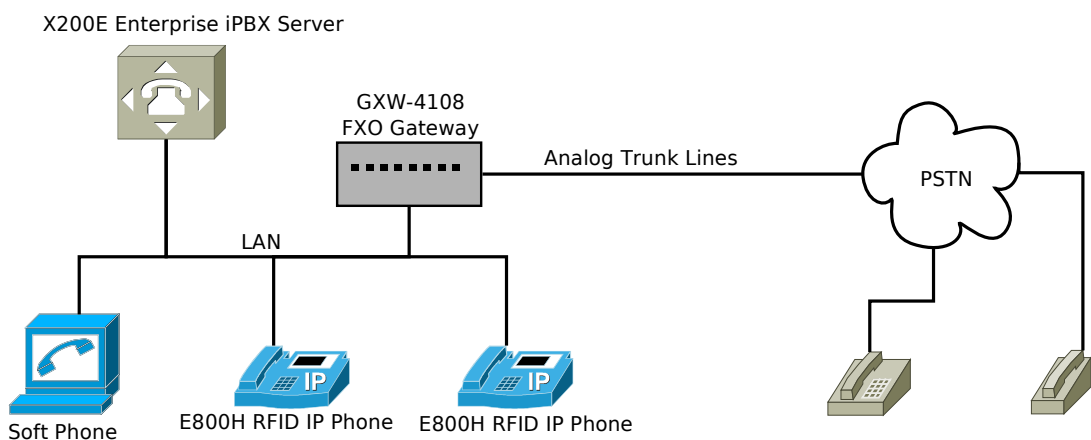 X200E Enterprise iPBX Server
GXW-4108
FXO Gateway
Analog Trunk Lines
PSTN
LAN
IP
IP
Soft Phone
E800H RFID IP Phone
E800H RFID IP Phone